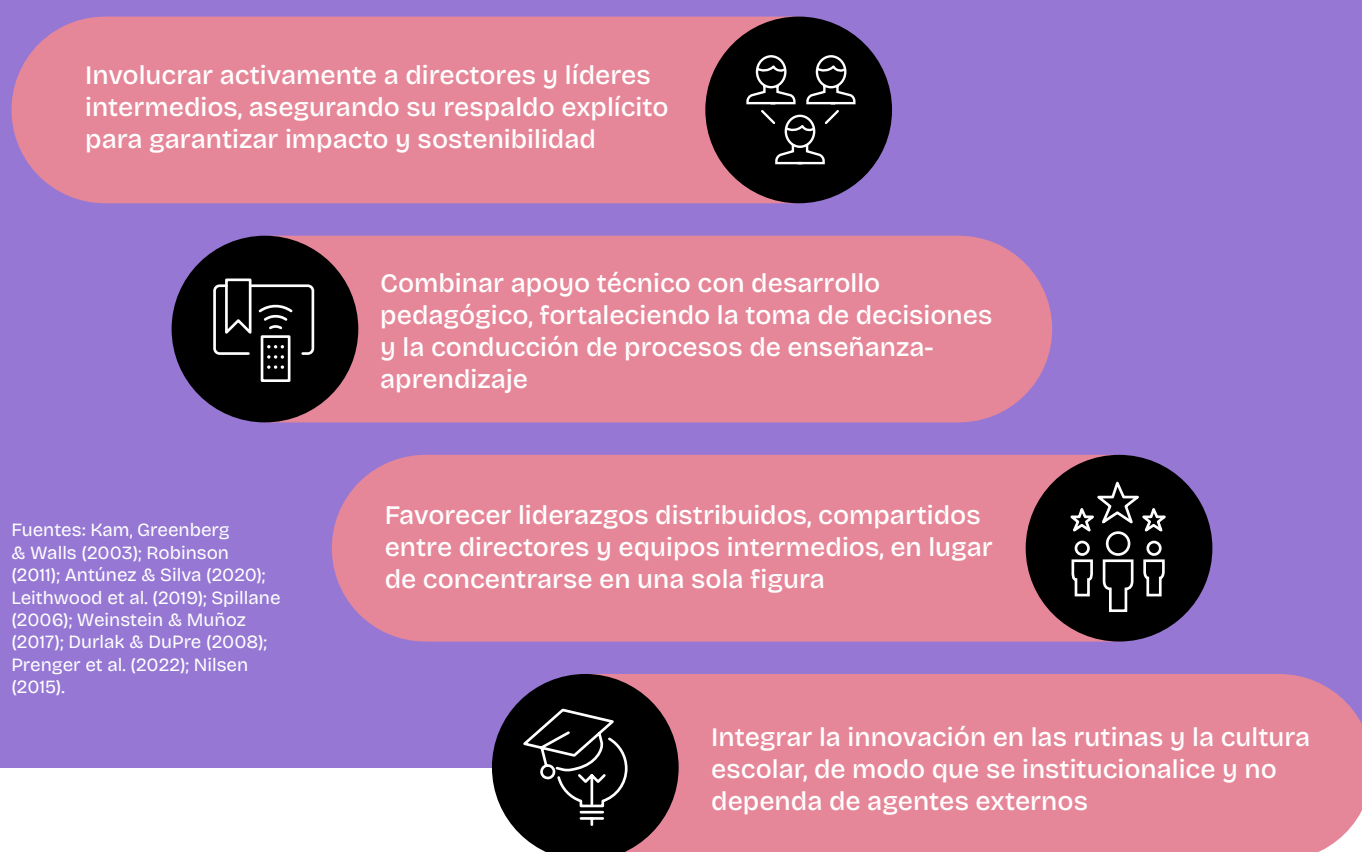 Involucrar activamente a directores y líderes
intermedios, asegurando su respaldo explícito
para garantizar impacto y sostenibilidad
Combinar apoyo técnico con desarrollo
pedagógico, fortaleciendo la toma de decisiones
y la conducción de procesos de enseñanza-
aprendizaje
Favorecer liderazgos distribuidos, compartidos
entre directores y equipos intermedios, en lugar
de concentrarse en una sola figura
Fuentes: Kam, Greenberg
& Walls (2003); Robinson
(2011); Antúnez & Silva (2020);
Leithwood et al. (2019); Spillane
(2006); Weinstein & Muñoz
(2017); Durlak & DuPre (2008);
Prenger et al. (2022); Nilsen
(2015).
Integrar la innovación en las rutinas y la cultura
escolar, de modo que se institucionalice y no
dependa de agentes externos